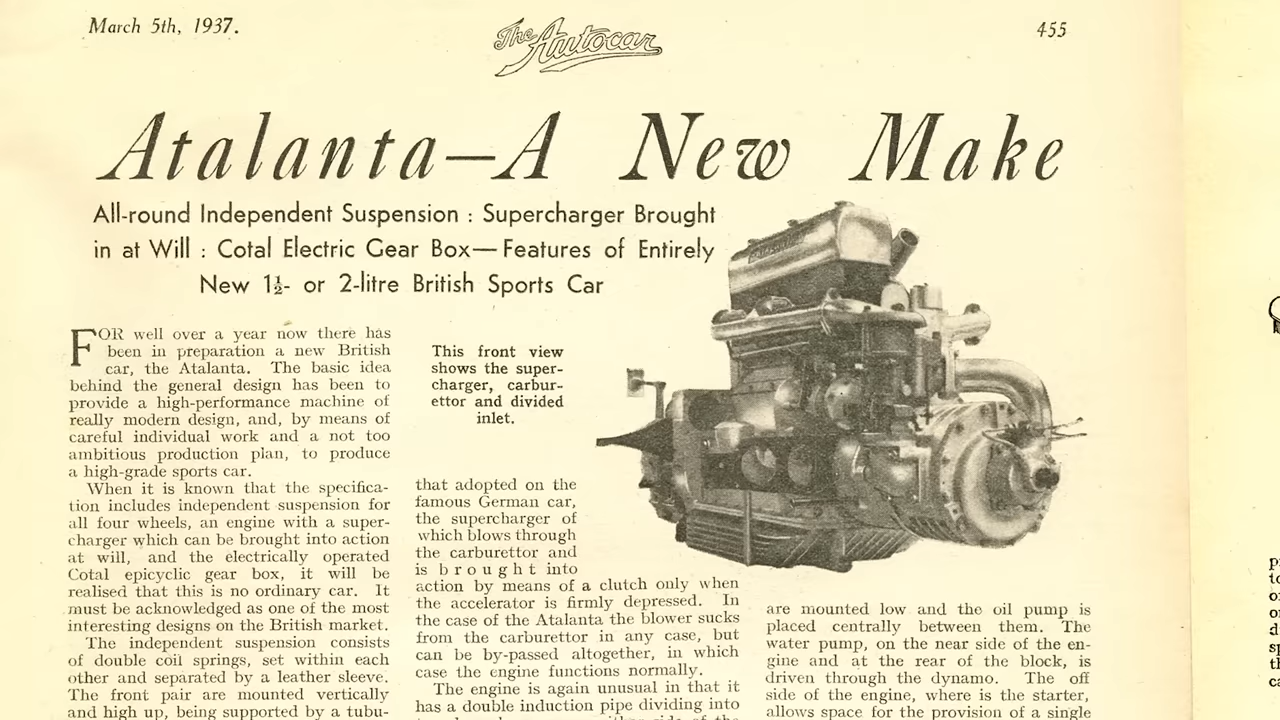 March 5th, 1937.
The Autocar
455
Atalanta—A New Make
All-round Independent Suspension : Supercharger Brought
in at Will : Cotal Electric Gear Box—Features of Entirely
New 1½- or 2-litre British Sports Car
FOR well over a year now there has
been in preparation a new British
car, the Atalanta. The basic idea
behind the general design has been to
provide a high-performance machine of
really modern design, and, by means of
careful individual work and a not too
ambitious production plan, to produce
a high-grade sports car.
When it is known that the specifica-
tion includes independent suspension for
all four wheels, an engine with a super-
charger which can be brought into action
at will, and the electrically operated
Cotal epicyclic gear box, it will be
realised that this is no ordinary car. It
must be acknowledged as one of the most
interesting designs on the British market.
The independent suspension consists
of double coil springs, set within each
other and separated by a leather sleeve.
The front pair are mounted vertically
and high up, being supported by a tubu-
This front view
shows the super-
charger, carbur-
ettor and divided
inlet.
that adopted on the
famous German car,
the supercharger of
which blows through
the carburettor and
is brought into
action by means of a clutch only when
the accelerator is firmly depressed. In
the case of the Atalanta the blower sucks
from the carburettor in any case, but
can be by-passed altogether, in which
case the engine functions normally.
The engine is again unusual in that it
has a double induction pipe dividing into
side of the
are mounted low and the oil pump is
placed centrally between them. The
water pump, on the near side of the en-
gine and at the rear of the block, is
driven through the dynamo. The off
side of the engine, where is the starter,
allows space for the provision of a single